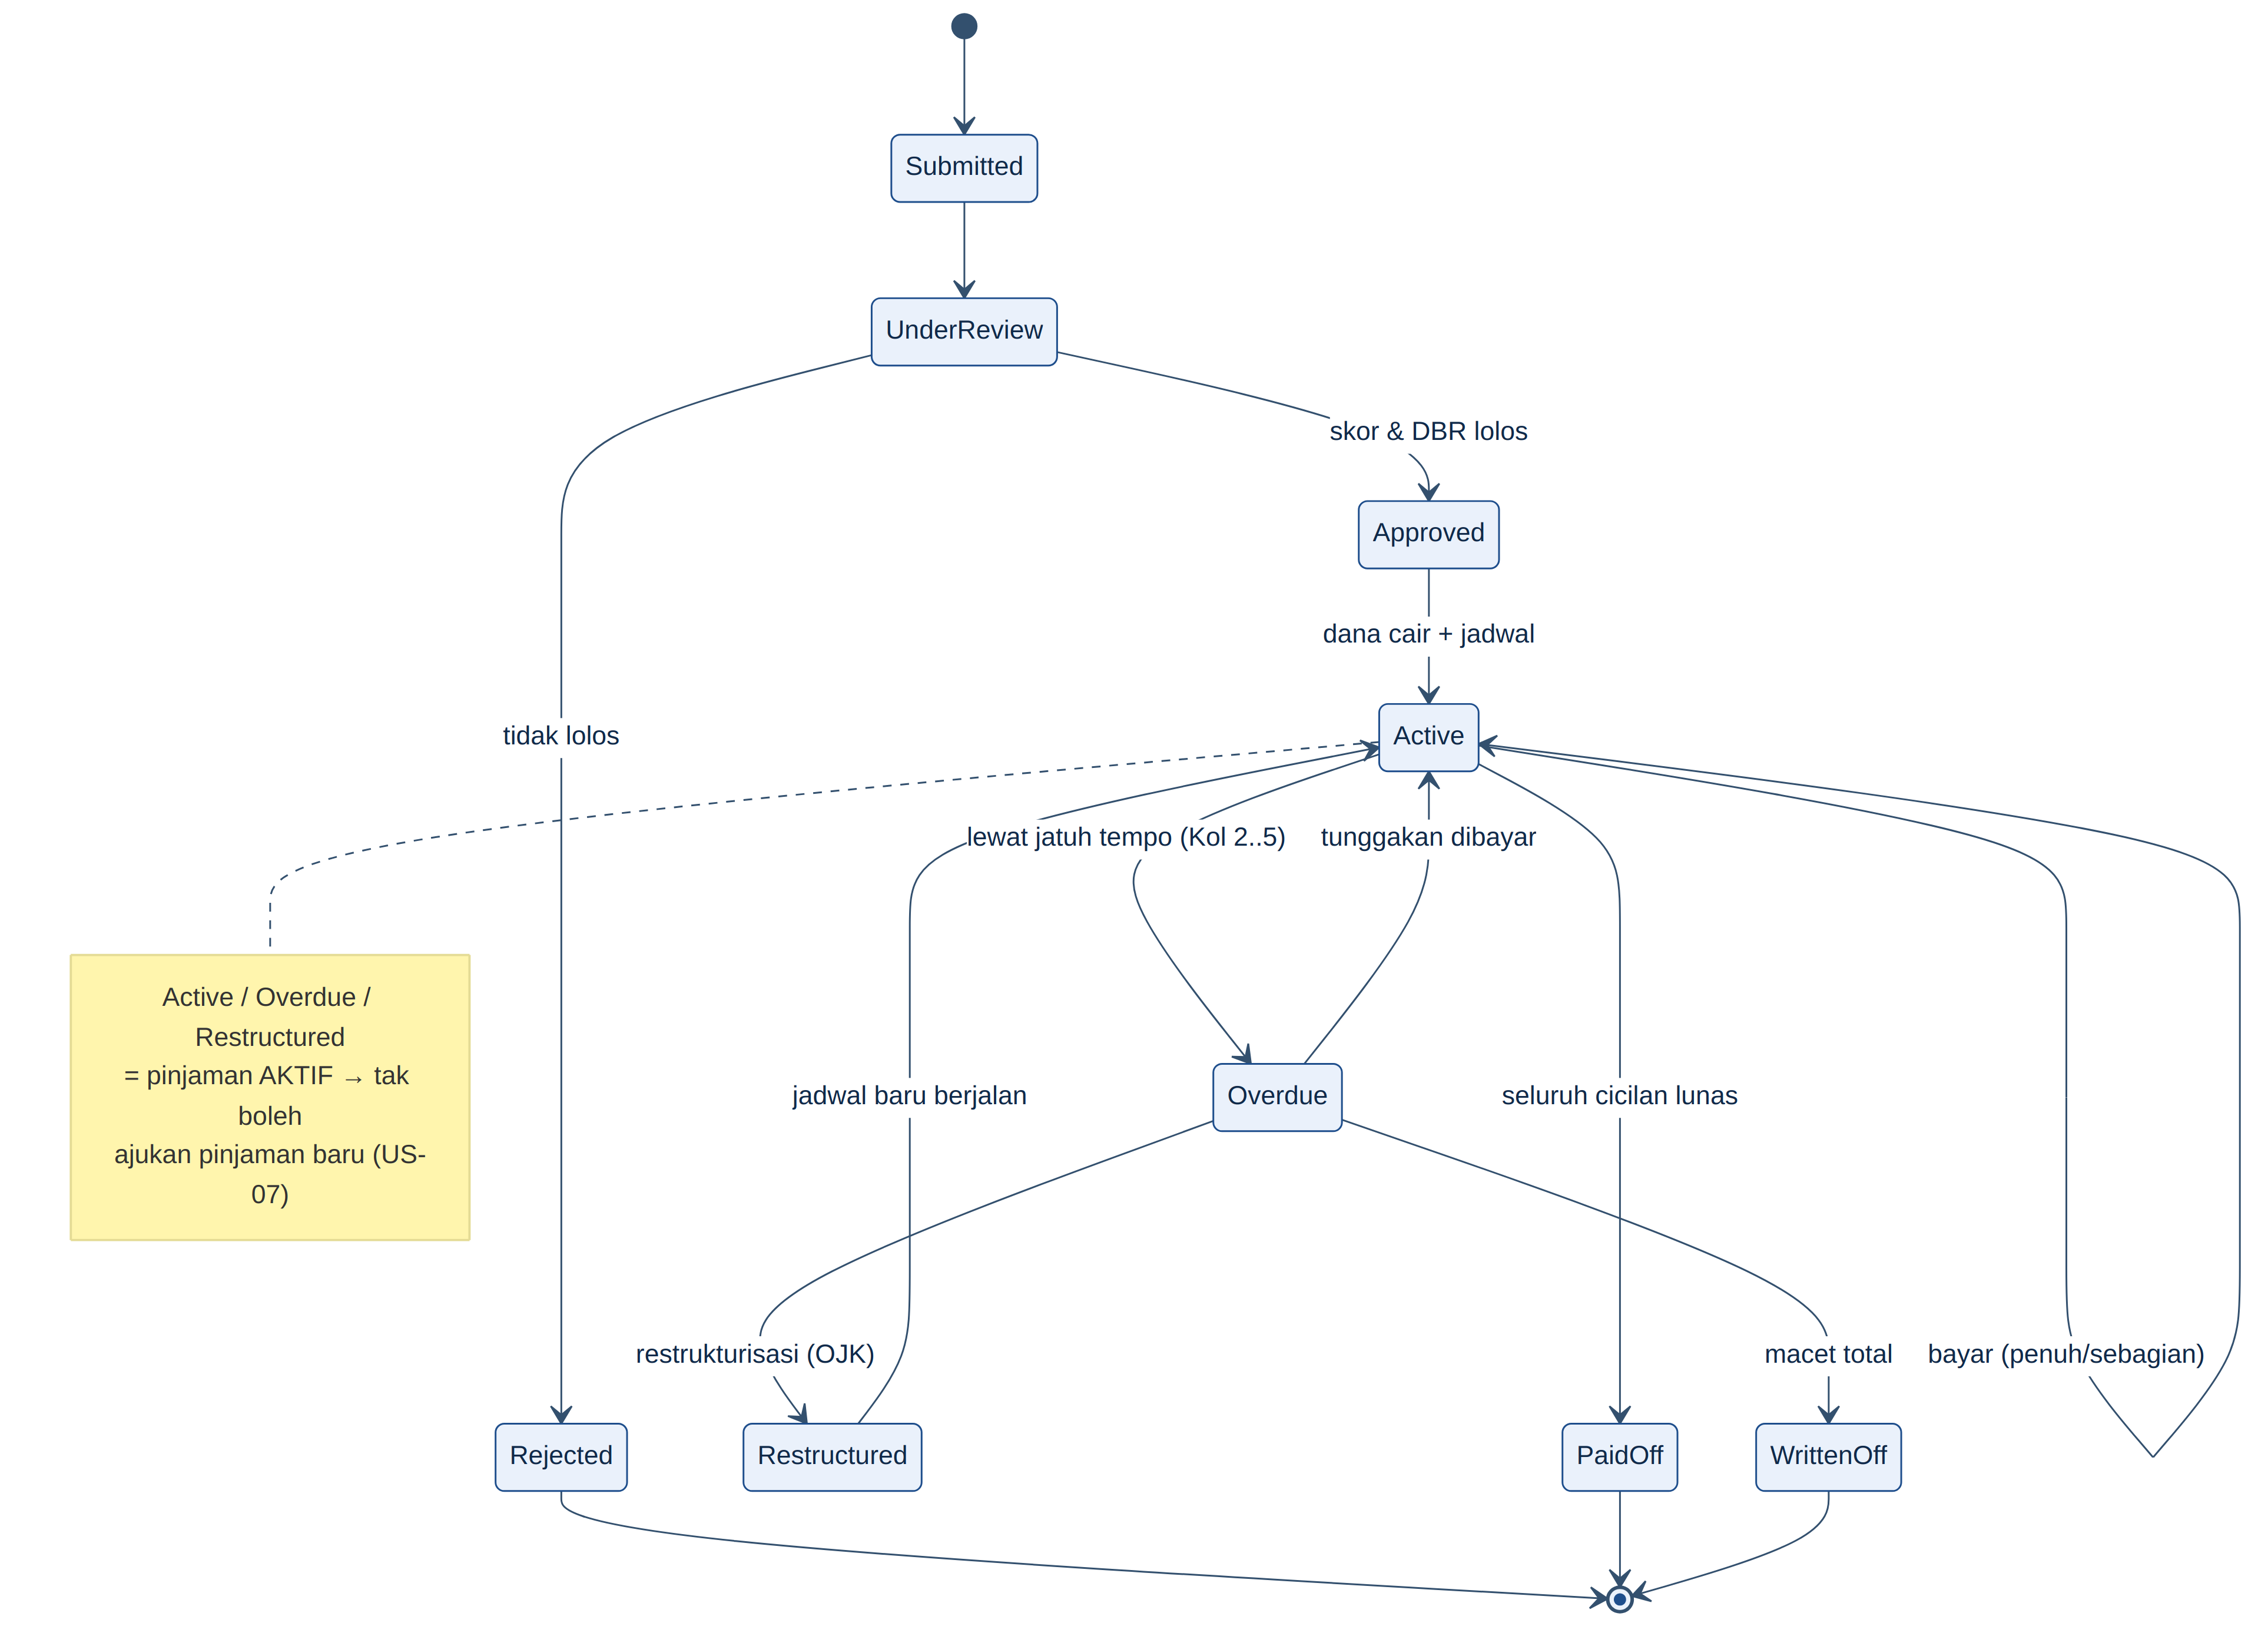 Submitted
UnderReview
skor & DBR lolos
Approved
dana cair + jadwal
tidak lolos
Active
lewat jatuh tempo (Kol 2..5)
tunggakan dibayar
Active / Overdue /
Restructured
= pinjaman AKTIF → tak
boleh
ajukan pinjaman baru (US-
07)
jadwal baru berjalan
Overdue
seluruh cicilan lunas
restrukturisasi (OJK)
macet total
bayar (penuh/sebagian)
Rejected
Restructured
PaidOff
WrittenOff